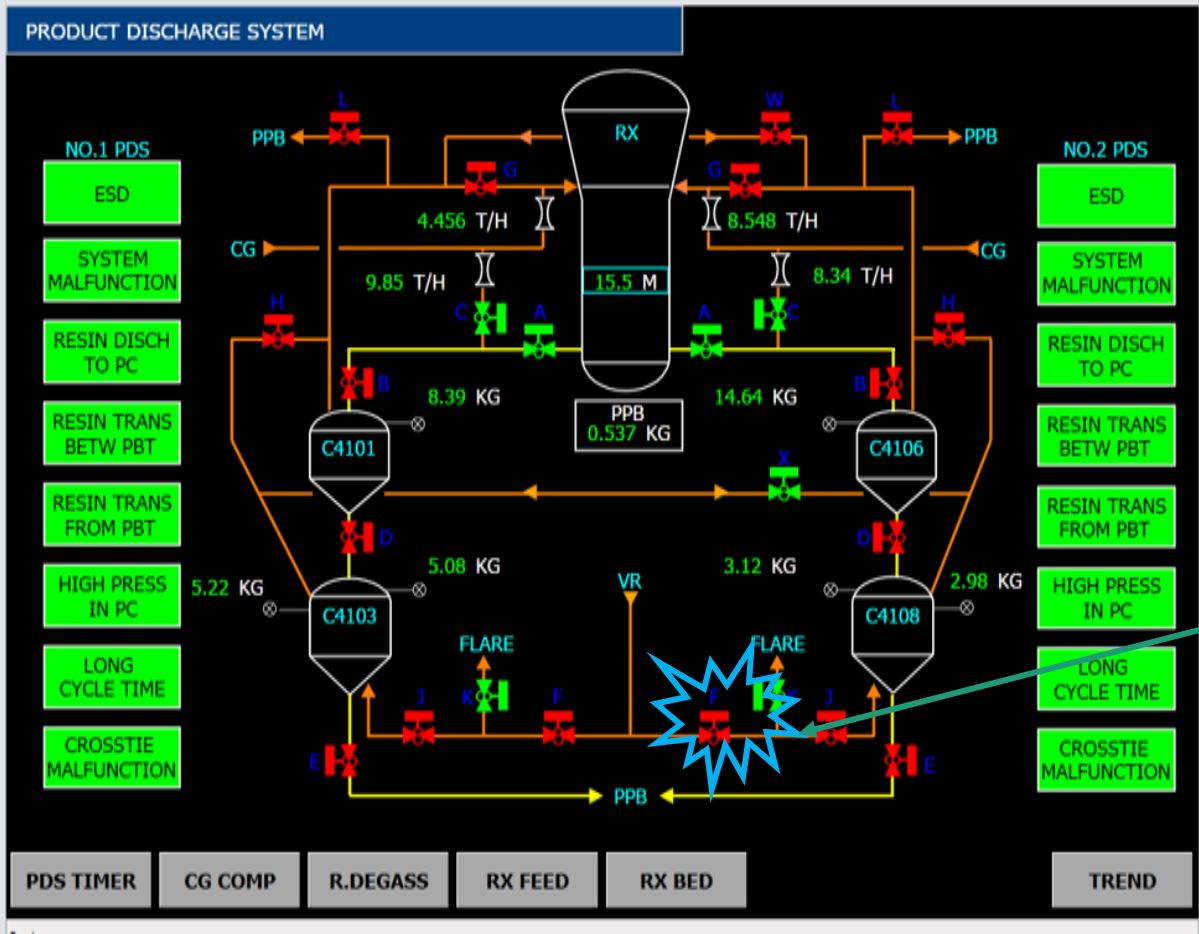 PRODUCT DISCHARGE SYSTEM
L
W
L
PPB
RX
PPB
NO.1 PDS
NO.2 PDS
G
G
ESD
ESD
4.456 T/H
8.548 T/H
CG
CG
SYSTEM
MALFUNCTION
SYSTEM
MALFUNCTION
9.85 T/H
15.5 M
8.34 T/H
H
C
A
A
C
H
RESIN DISCH
TO PC
RESIN DISCH
TO PC
B
8.39 KG
14.64 KG
B
PPB
0.537 KG
RESIN TRANS
BETW PBT
RESIN TRANS
BETW PBT
C4101
C4106
X
RESIN TRANS
FROM PBT
RESIN TRANS
FROM PBT
D
D
5.08 KG
3.12 KG
HIGH PRESS
IN PC
HIGH PRESS
IN PC
5.22 KG
VR
2.98 KG
C4103
C4108
FLARE
FLARE
LONG
CYCLE TIME
LONG
CYCLE TIME
J
K
F
F
K
J
CROSSTIE
MALFUNCTION
CROSSTIE
MALFUNCTION
E
E
PPB
PDS TIMER
CG COMP
R.DEGASS
RX FEED
RX BED
TREND